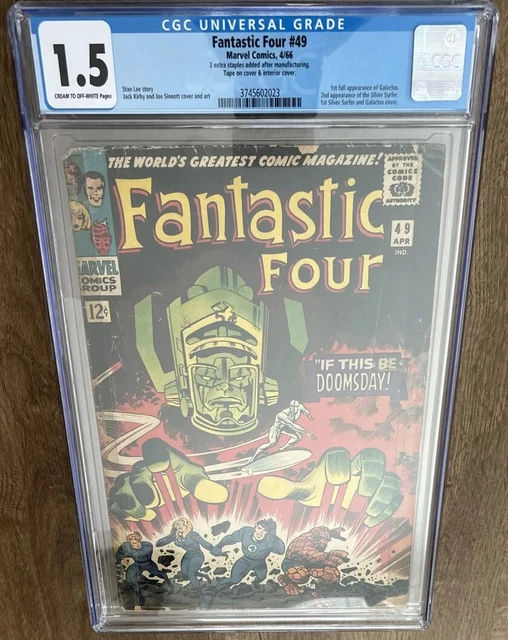 CGC UNIVERSAL GRADE
1.5
CREAM TO OFF-WHITE Pages
Fantastic Four #49
Marvel Comics, 4/66
3 extra staples added after manufacturing.
Tape on cover & interior cover.
Stan Lee story
Jack Kirby and Joe Sinnott cover and art
3745602023
1st full appearance of Galactus.
2nd appearance of the Silver Surfer.
1st Silver Surfer and Galactus cover.
CGC
THE WORLD'S GREATEST COMIC MAGAZINE!
APPROVED
BY THE
COMICS
CODE
AUTHORITY
FANTASTIC
FOUR
49
APR
IND.
MARVEL
COMICS
GROUP
12¢
"IF THIS BE
DOOMSDAY!